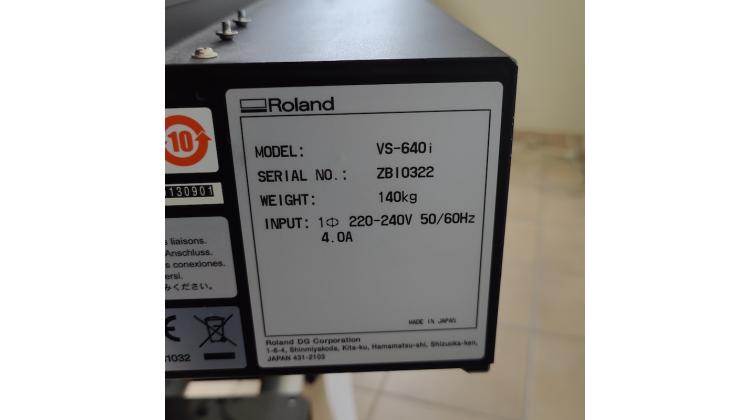 Roland
MODEL: VS-640i
SERIAL NO.: ZBI0322
WEIGHT: 140kg
INPUT: 1Φ 220-240V 50/60Hz
4.0A
MADE IN JAPAN
Roland DG Corporation
1-6-4, Shinmiyakoda, Kita-ku, Hamamatsu-shi, Shizuoka-ken,
JAPAN 431-2103
10
130901
liaisons.
Anschluss.
conexiones.
ersi.
みください。
CE
1032